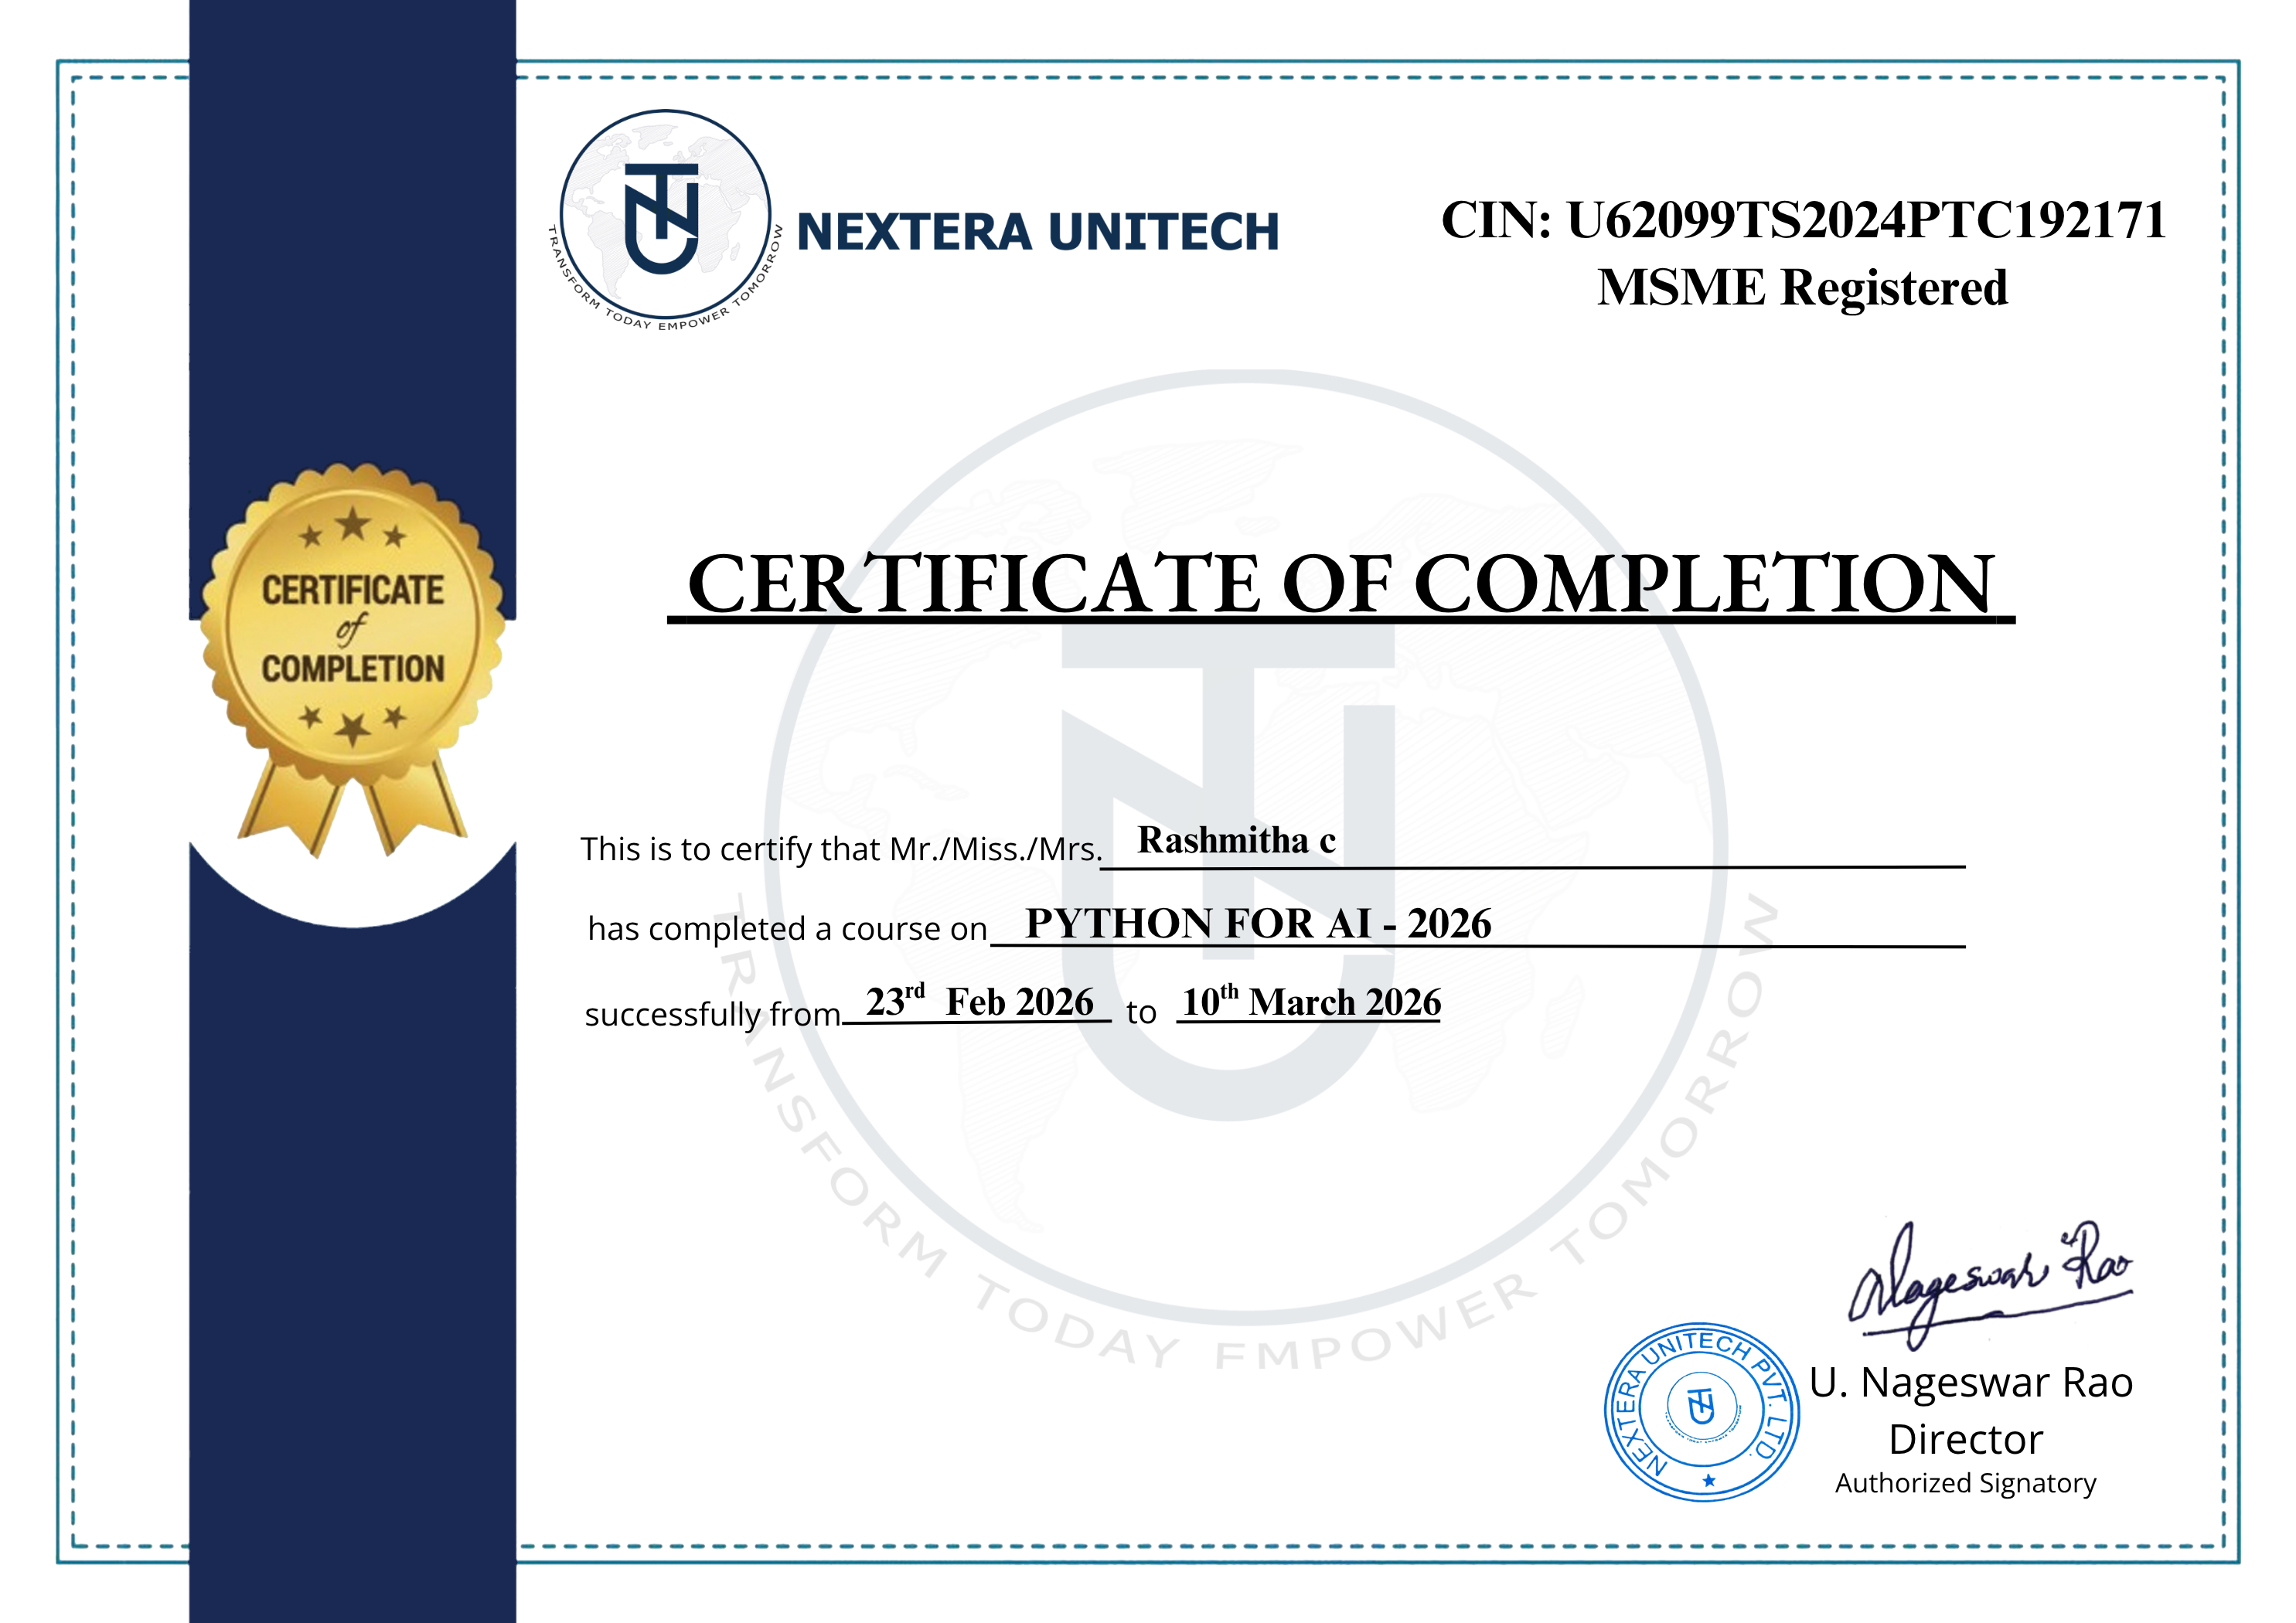 TRANSFORM TODAY EMPOWER TOMORROW
NEXTERA UNITECH
CIN: U62099TS2024PTC192171
MSME Registered
CERTIFICATE
of
COMPLETION
CERTIFICATE OF COMPLETION
This is to certify that Mr./Miss./Mrs. Rashmitha c
has completed a course on PYTHON FOR AI - 2026
successfully from 23rd Feb 2026 to 10th March 2026
TRANSFORM TODAY EMPOWER TOMORROW
Nageswar Rao
NEXTERA UNITECH PVT. LTD.
U. Nageswar Rao
Director
Authorized Signatory